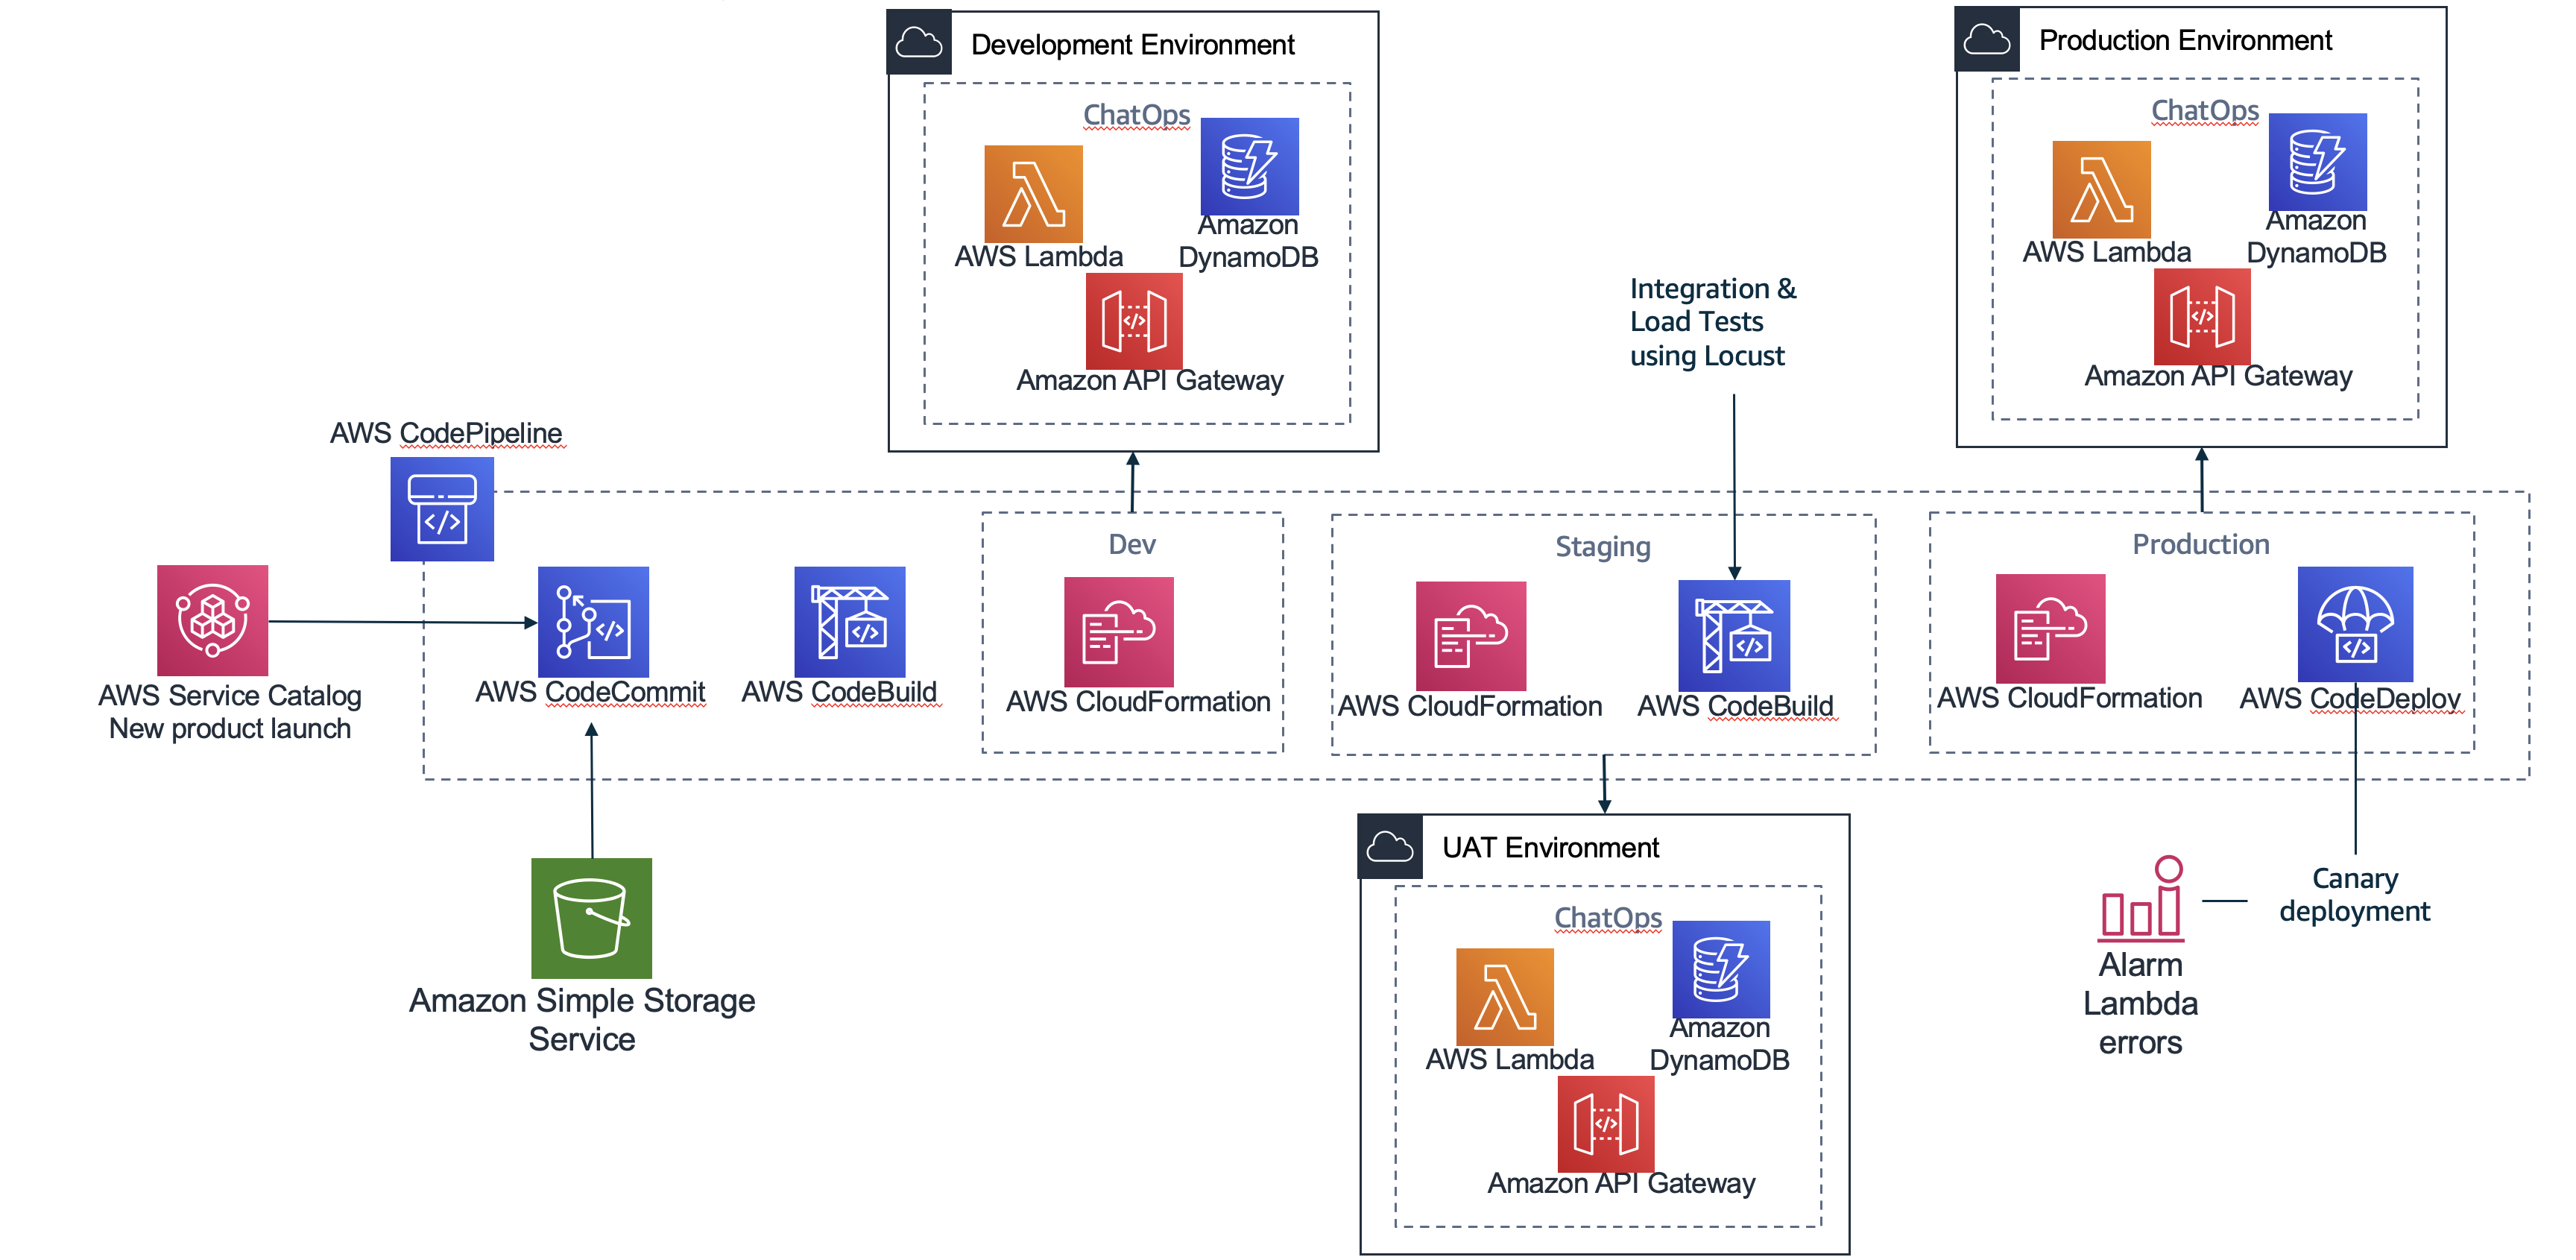 Development Environment
ChatOps
AWS Lambda
Amazon
DynamoDB
Amazon API Gateway
Production Environment
ChatOps
AWS Lambda
Amazon
DynamoDB
Amazon API Gateway
Integration &
Load Tests
using Locust
AWS CodePipeline
AWS Service Catalog
New product launch
AWS CodeCommit
AWS CodeBuild
Dev
AWS CloudFormation
Staging
AWS CloudFormation
AWS CodeBuild
Production
AWS CloudFormation
AWS CodeDeploy
Amazon Simple Storage
Service
UAT Environment
ChatOps
AWS Lambda
Amazon
DynamoDB
Amazon API Gateway
Canary
deployment
Alarm
Lambda
errors